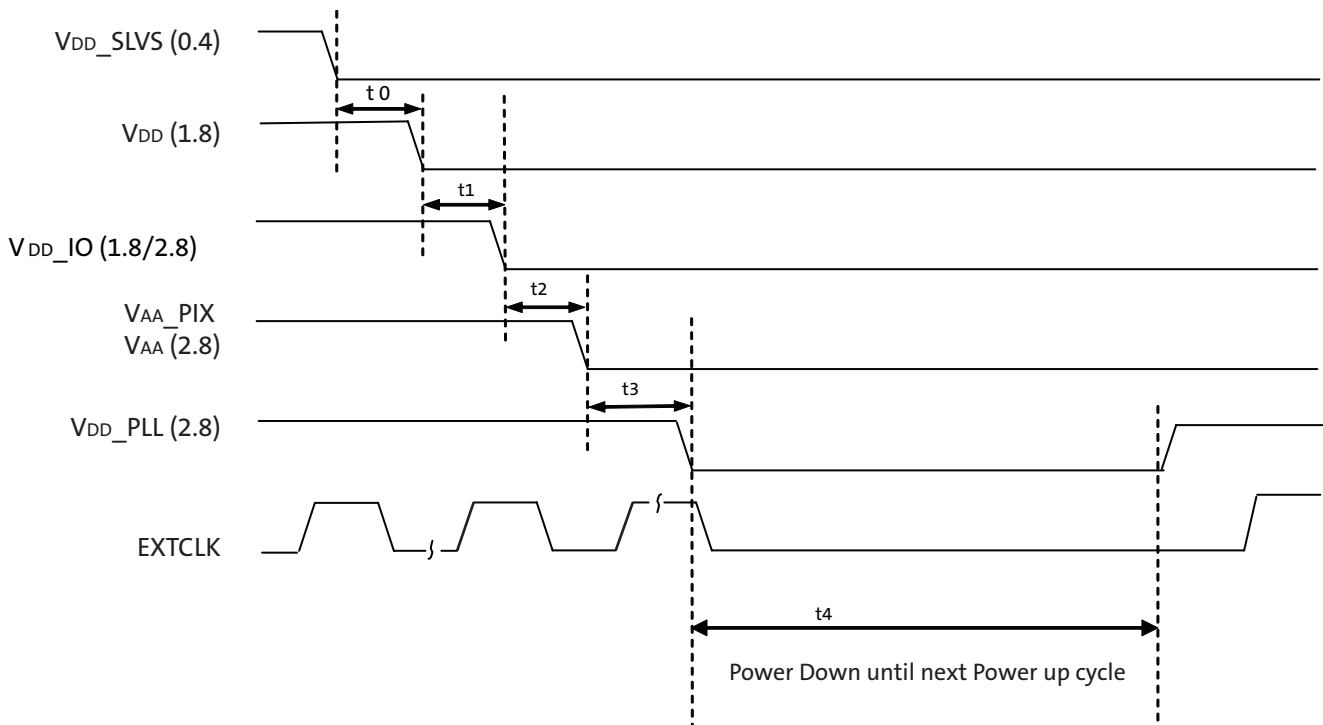 VDD_SLVS (0.4)
t 0
VDD (1.8)
t1
VDD_IO (1.8/2.8)
t2
VAA_PIX
VAA (2.8)
t3
VDD_PLL (2.8)
EXTCLK
t4
Power Down until next Power up cycle